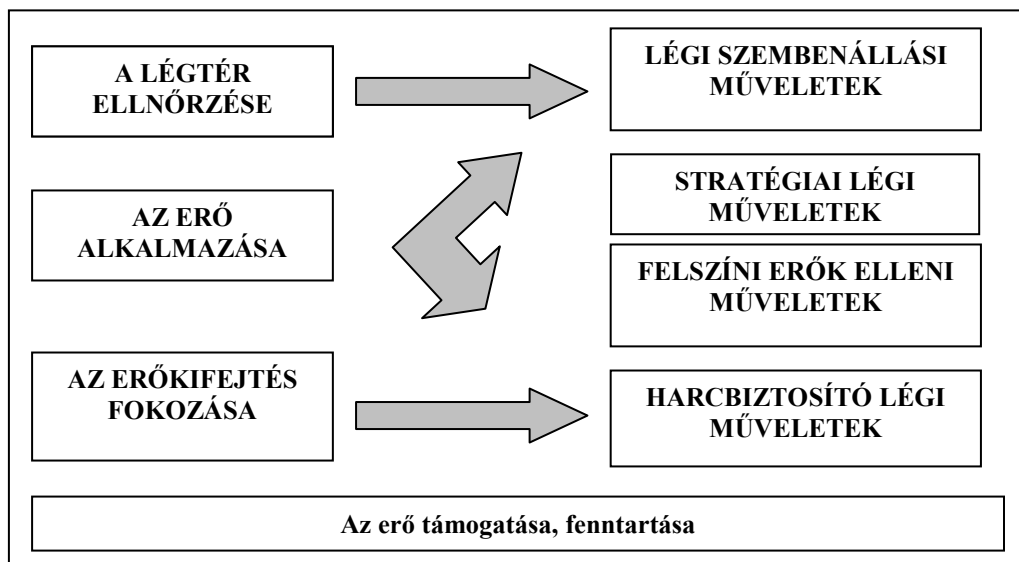 A LÉGTÉR
ELLNŐRZÉSE
LÉGI SZEMBENÁLLÁSI
MŰVELETEK
AZ ERŐ
ALKALMAZÁSA
STRATÉGIAI LÉGI
MŰVELETEK
FELSZÍNI ERŐK ELLENI
MŰVELETEK
AZ ERŐKIFEJTÉS
FOKOZÁSA
HARCBIZTOSÍTÓ LÉGI
MŰVELETEK
Az erő támogatása, fenntartása